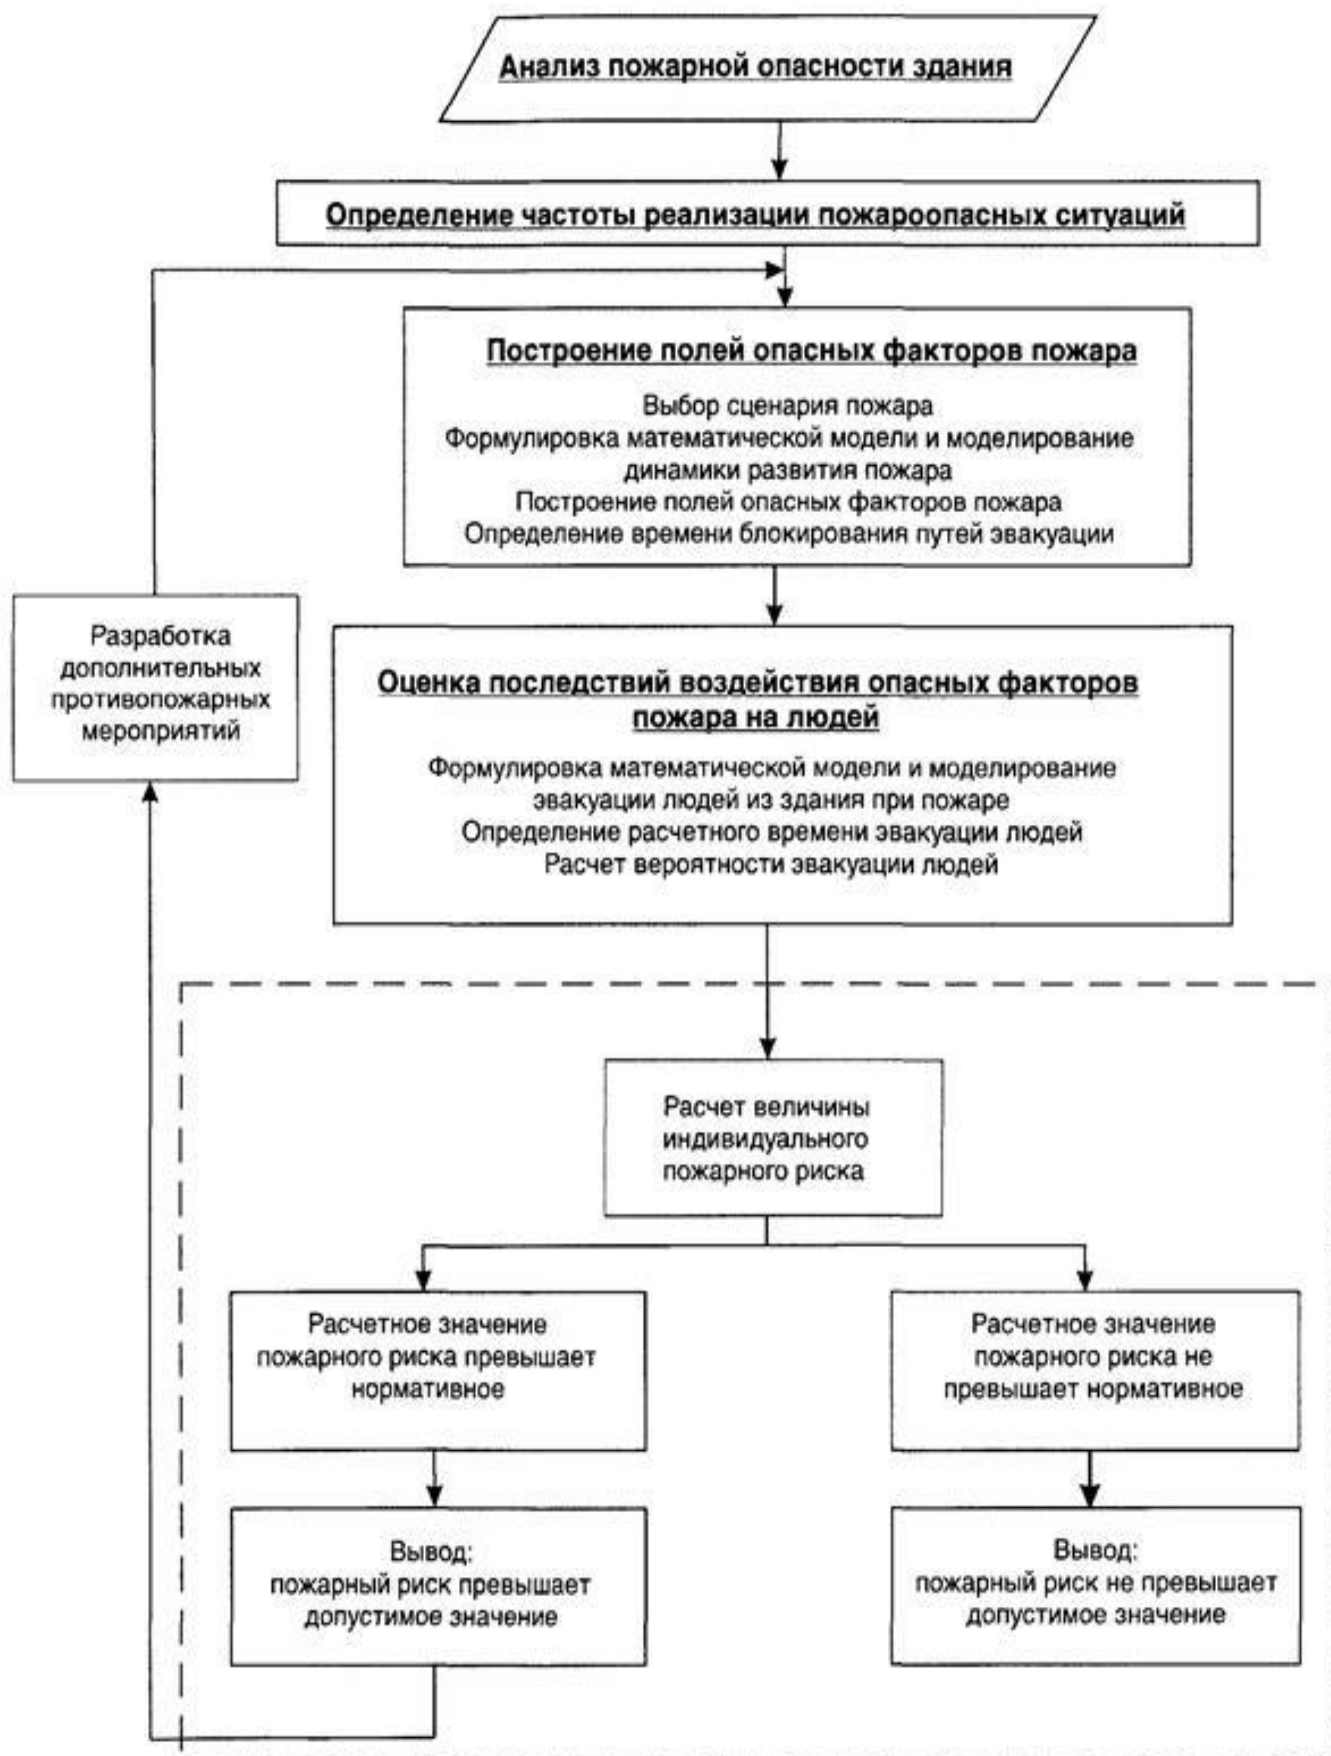 Анализ пожарной опасности здания
Определение частоты реализации пожароопасных ситуаций
Построение полей опасных факторов пожара
Выбор сценария пожара
Формулировка математической модели и моделирование
динамики развития пожара
Построение полей опасных факторов пожара
Определение времени блокирования путей эвакуации
Разработка
дополнительных
противопожарных
мероприятий
Оценка последствий воздействия опасных факторов
пожара на людей
Формулировка математической модели и моделирование
эвакуации людей из здания при пожаре
Определение расчетного времени эвакуации людей
Расчет вероятности эвакуации людей
Расчет величины
индивидуального
пожарного риска
Расчетное значение
пожарного риска превышает
нормативное
Расчетное значение
пожарного риска не
превышает нормативное
Вывод:
пожарный риск превышает
допустимое значение
Вывод:
пожарный риск не превышает
допустимое значение